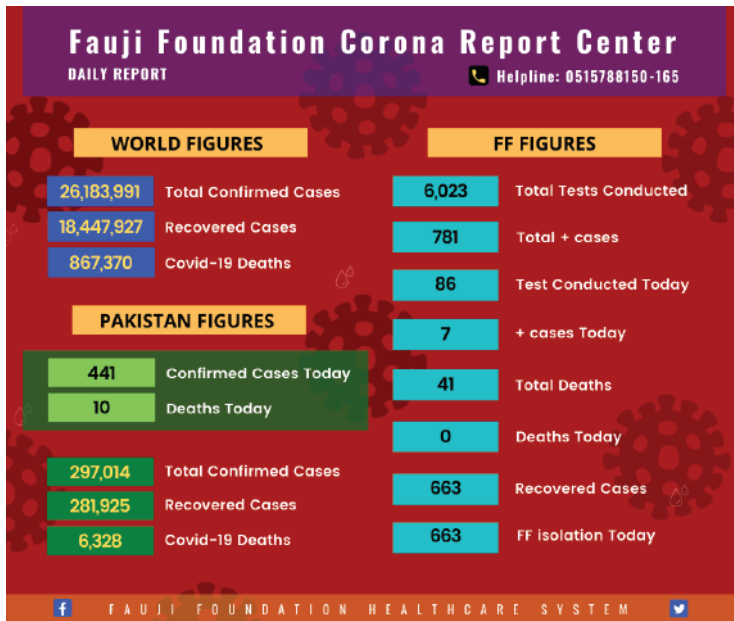 Fauji Foundation Corona Report Center
DAILY REPORT
Helpline: 0515788150-165
WORLD FIGURES
26,183,991 Total Confirmed Cases
18,447,927 Recovered Cases
867,370 Covid-19 Deaths
PAKISTAN FIGURES
441 Confirmed Cases Today
10 Deaths Today
297,014 Total Confirmed Cases
281,925 Recovered Cases
6,328 Covid-19 Deaths
FF FIGURES
6,023 Total Tests Conducted
781 Total + cases
86 Test Conducted Today
7 + cases Today
41 Total Deaths
0 Deaths Today
663 Recovered Cases
663 FF isolation Today
FAUJI FOUNDATION HEALTHCARE SYSTEM